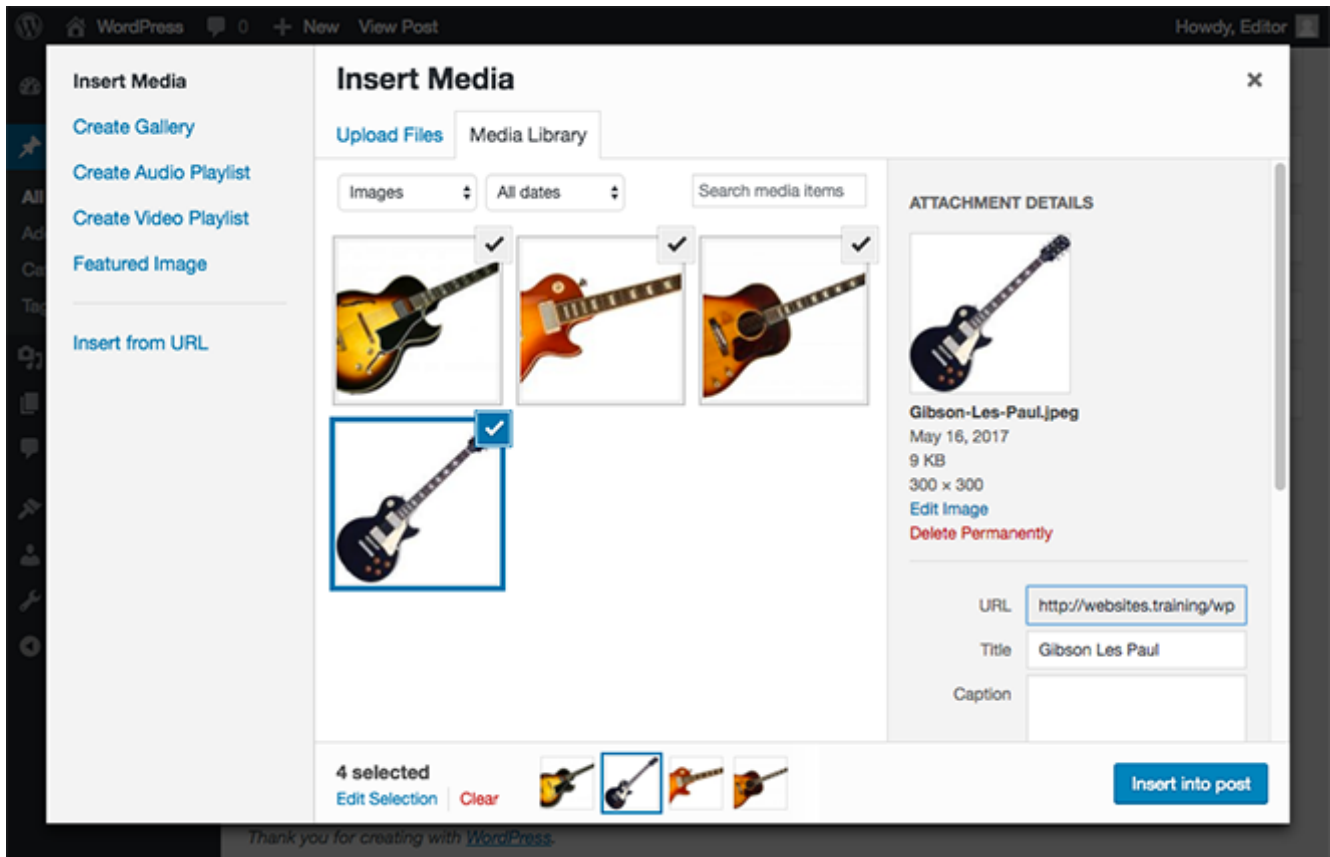 WordPress 0 New View Post Howdy, Editor
Insert Media
Create Gallery
Create Audio Playlist
Create Video Playlist
Featured Image
Insert from URL
Insert Media
Upload Files Media Library
Images All dates Search media items
ATTACHMENT DETAILS
Gibson-Les-Paul.jpeg
May 16, 2017
9 KB
300 × 300
Edit Image
Delete Permanently
URL http://websites.training/wp
Title Gibson Les Paul
Caption
4 selected
Edit Selection Clear
Insert into post
All
Thank you for creating with WordPress.